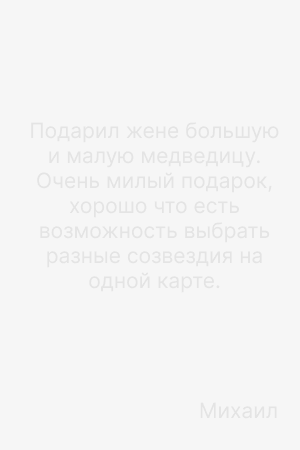 Подарил жене большую
и малую медведицу.
Очень милый подарок,
хорошо что есть
возможность выбрать
разные созвездия на
одной карте.
Михаил